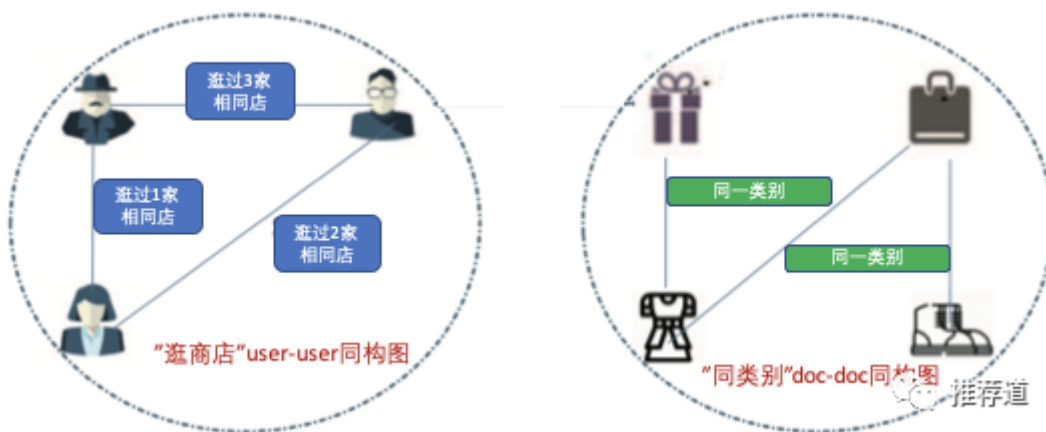 逛过3家
相同店
逛过1家
相同店
逛过2家
相同店
"逛商店"user-user同构图
同一类别
同一类别
"同类别"doc-doc同构图
推荐道